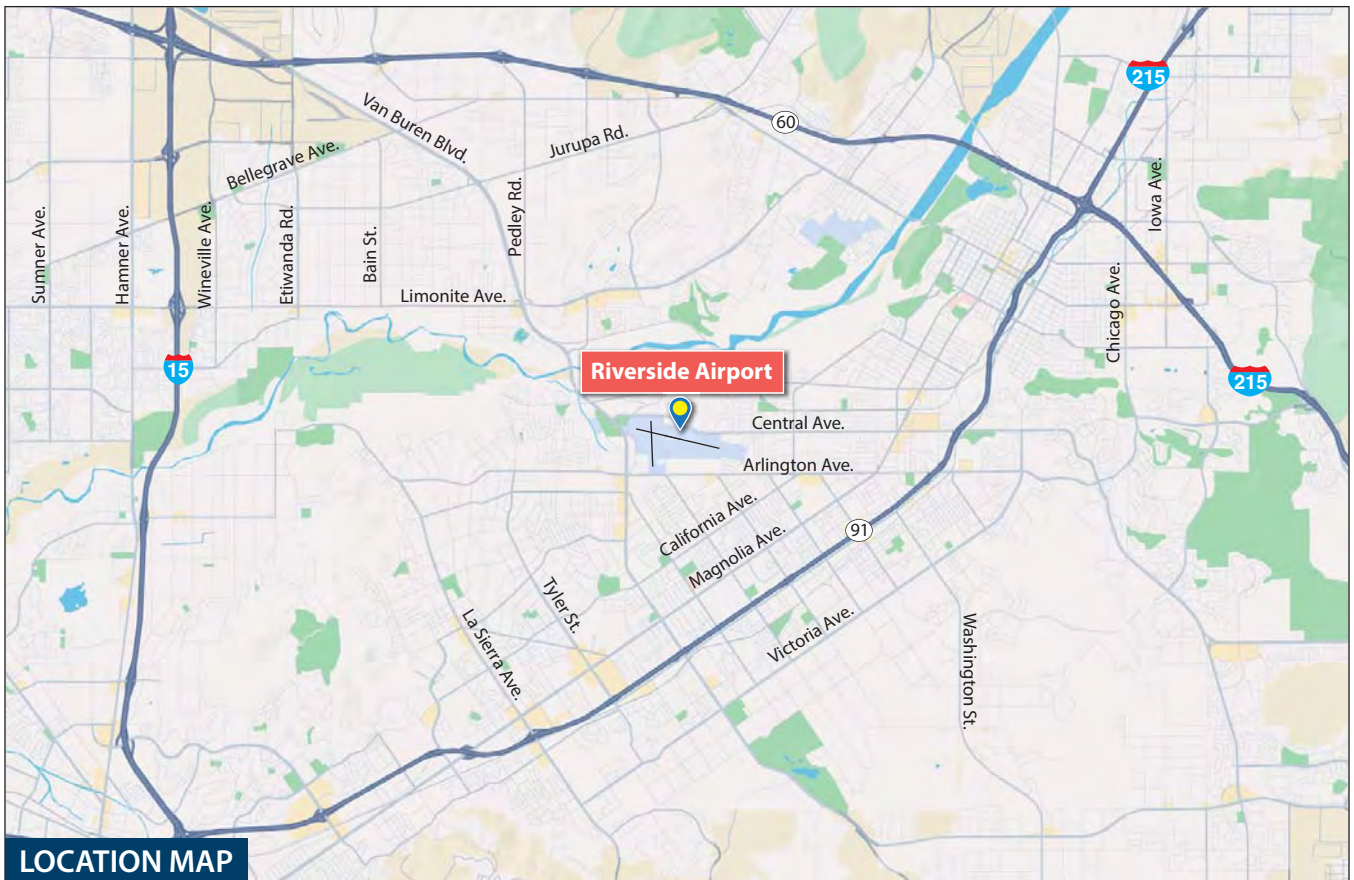 215
60
Van Buren Blvd.
Jurupa Rd.
Bellegrave Ave.
Iowa Ave.
Pedley Rd.
Sumner Ave.
Hamner Ave.
Wineville Ave.
Etiwanda Rd.
Bain St.
Limonite Ave.
Chicago Ave.
15
Riverside Airport
215
Central Ave.
Arlington Ave.
California Ave.
Magnolia Ave.
91
Tyler St.
La Sierra Ave.
Victoria Ave.
Washington St.
LOCATION MAP